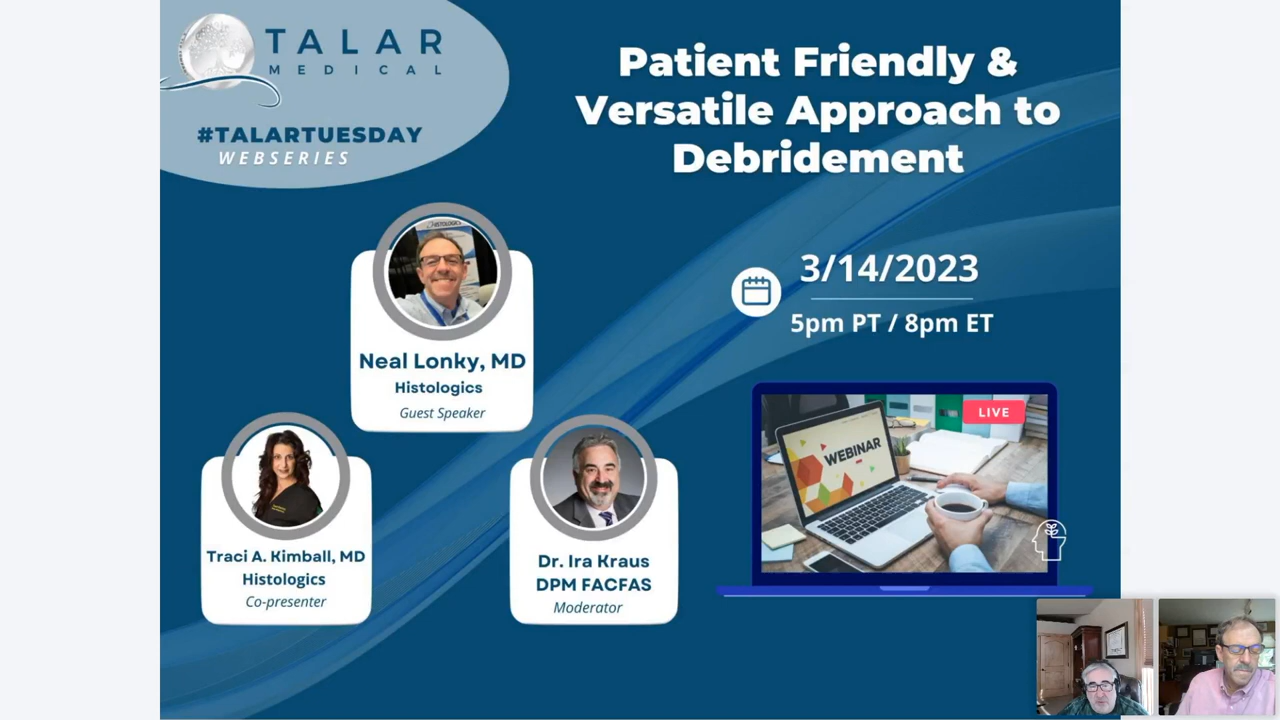 TALAR
MEDICAL
#TALARTUESDAY
WEBSERIES
Patient Friendly &
Versatile Approach to
Debridement
HISTOLOGICS
Neal Lonky, MD
Histologics
Guest Speaker
3/14/2023
5pm PT / 8pm ET
LIVE
WEBINAR
Traci A. Kimball, MD
Histologics
Co-presenter
Dr. Ira Kraus
DPM FACFAS
Moderator